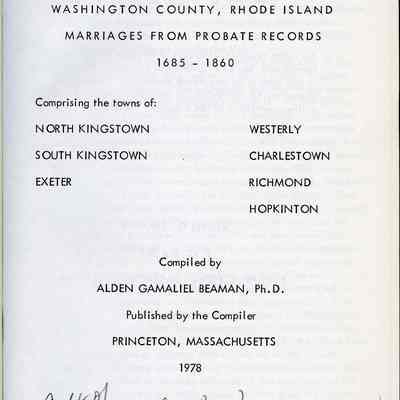 WASHINGTON COUNTY, RHODE ISLAND
MARRIAGES FROM PROBATE RECORDS
1685 - 1860
Comprising the towns of:
NORTH KINGSTOWN WESTERLY
SOUTH KINGSTOWN CHARLESTOWN
EXETER RICHMOND
HOPKINTON
Compiled by
ALDEN GAMALIEL BEAMAN, Ph.D.
Published by the Compiler
PRINCETON, MASSACHUSETTS
1978